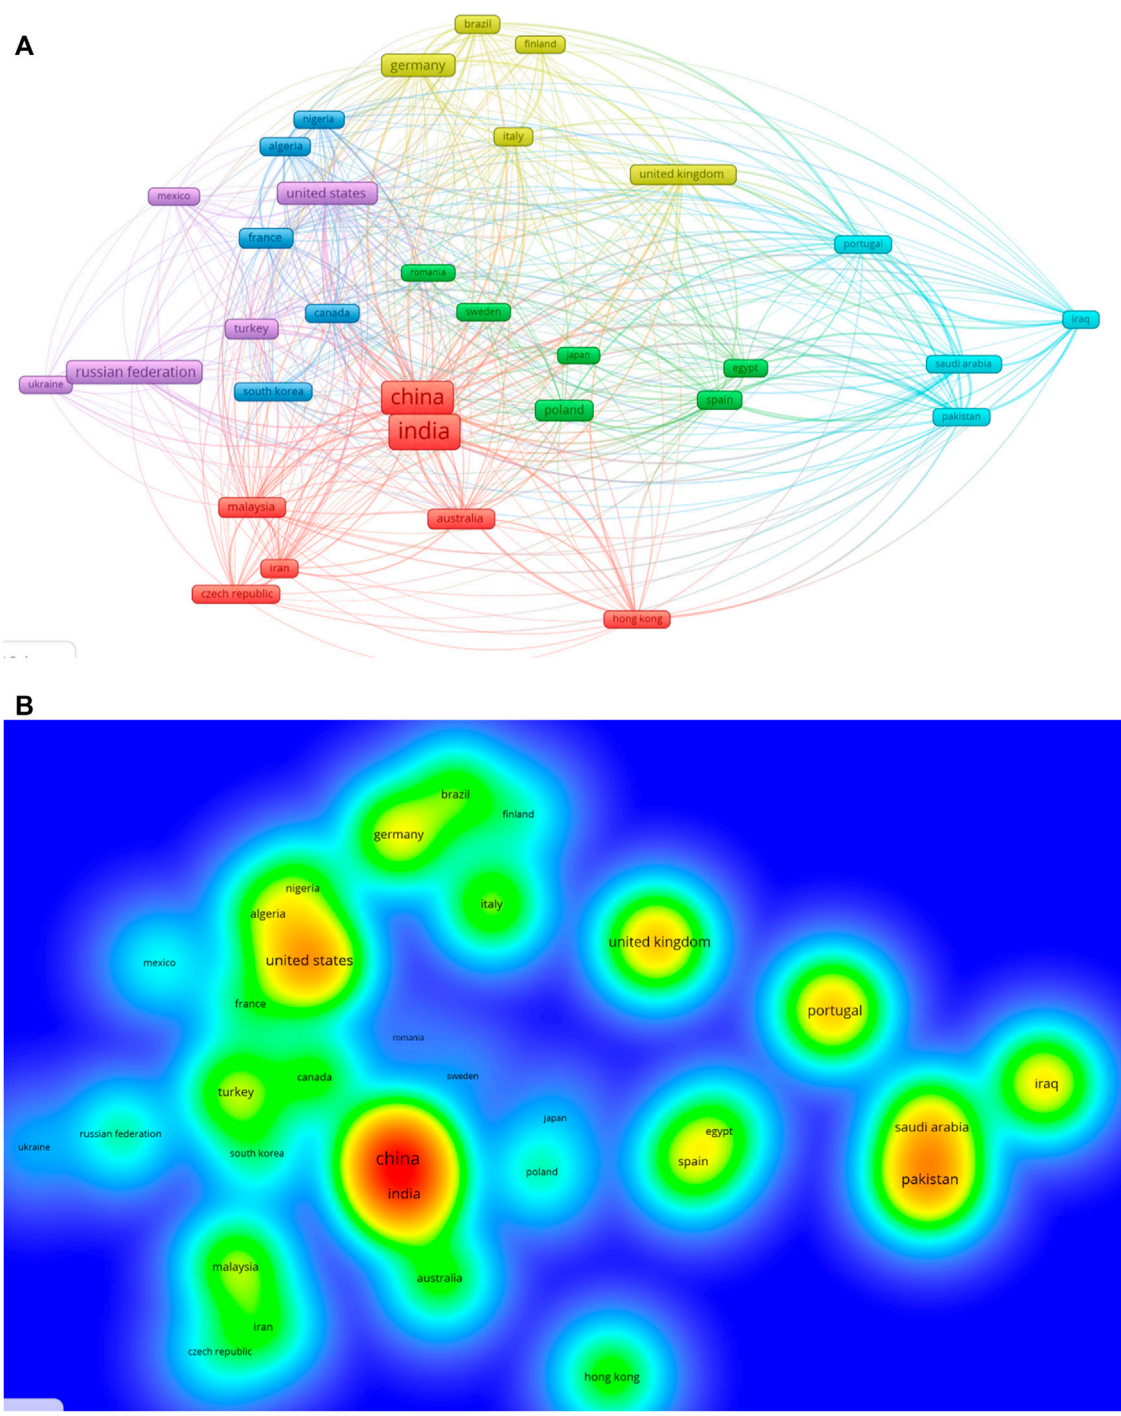 A
brazil
finland
germany
nigeria
italy
algeria
united kingdom
mexico
united states
france
portugal
romania
canada
sweden
iraq
turkey
japan
saudi arabia
egypt
russian federation
ukraine
south korea
china
spain
poland
pakistan
india
malaysia
australia
iran
czech republic
hong kong
B
brazil
finland
germany
nigeria
italy
algeria
united kingdom
united states
mexico
france
portugal
romania
canada
sweden
iraq
turkey
japan
saudi arabia
russian federation
egypt
ukraine
south korea
china
spain
poland
pakistan
india
malaysia
australia
iran
czech republic
hong kong